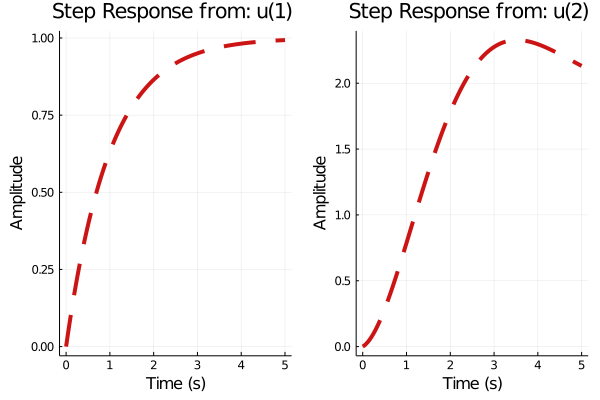 Step Response from: u(1)
Amplitude
1.00
0.75
0.50
0.25
0.00
0 1 2 3 4 5
Time (s)
Step Response from: u(2)
Amplitude
2.0
1.5
1.0
0.5
0.0
0 1 2 3 4 5
Time (s)